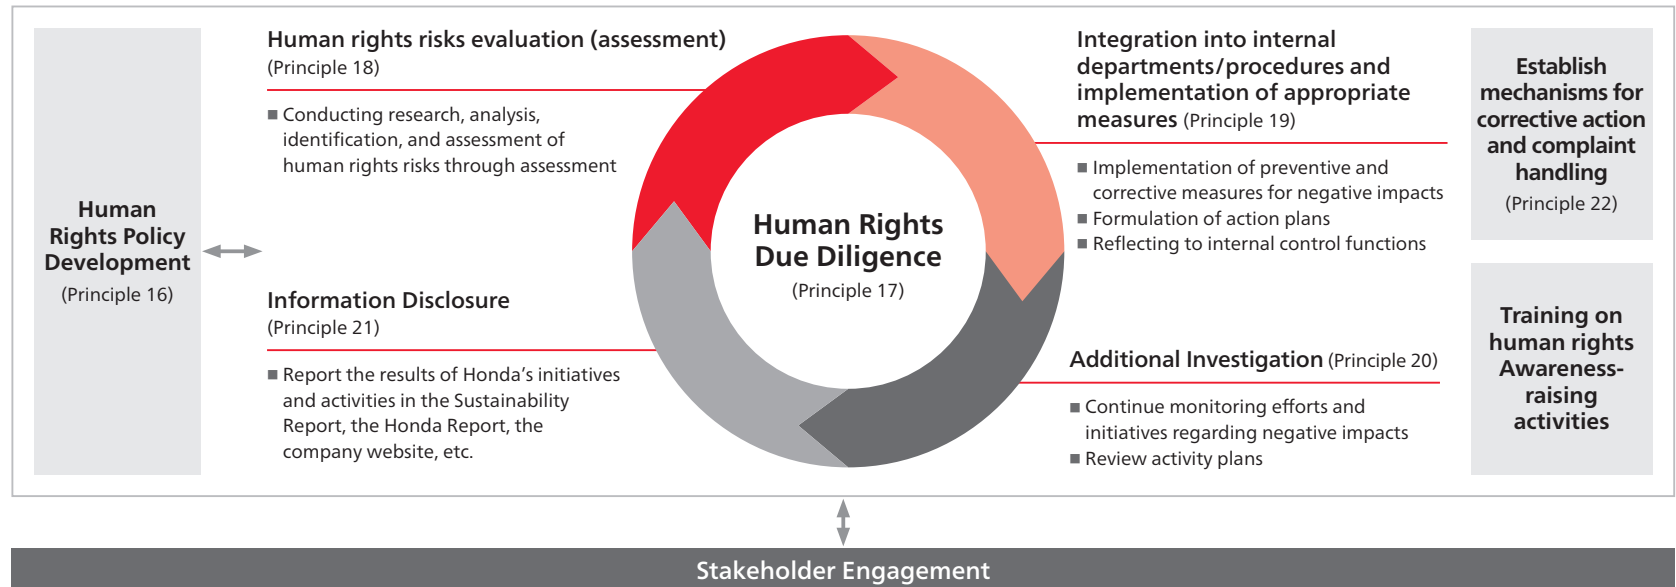 Human
Rights Policy
Development
(Principle 16)
Human rights risks evaluation (assessment)
(Principle 18)
■ Conducting research, analysis,
identification, and assessment of
human rights risks through assessment
Information Disclosure
(Principle 21)
■ Report the results of Honda’s initiatives
and activities in the Sustainability
Report, the Honda Report, the
company website, etc.
Human Rights
Due Diligence
(Principle 17)
Integration into internal
departments/procedures and
implementation of appropriate
measures (Principle 19)
■ Implementation of preventive and
corrective measures for negative impacts
■ Formulation of action plans
■ Reflecting to internal control functions
Additional Investigation (Principle 20)
■ Continue monitoring efforts and
initiatives regarding negative impacts
■ Review activity plans
Establish
mechanisms for
corrective action
and complaint
handling
(Principle 22)
Training on
human rights
Awareness-
raising
activities
Stakeholder Engagement